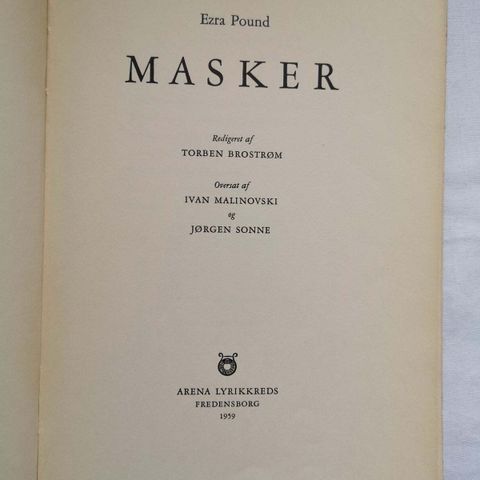 Ezra Pound
MASKER
Redigeret af
TORBEN BROSTRØM
Oversat af
IVAN MALINOVSKI
og
JØRGEN SONNE
ARENA LYRIKKREDS
FREDENSBORG
1959